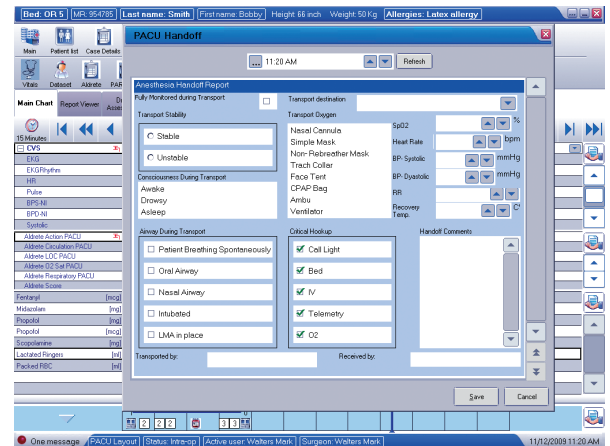 Bed: OR 5 MR: 954785 Last name: Smith First name: Bobby Height: 66 inch Weight: 50 Kg Allergies: Latex allergy
Main Patient list Case Details
Vitals Dataset Aldrete PAR
Main Chart Report Viewer
15 Minutes
CVS
EKG
EKGRhythm
HR
Pulse
BPS-NI
BPD-NI
Systolic
Aldrete Action PACU
Aldrete Circulation PACU
Aldrete LOC PACU
Aldrete O2 Sat PACU
Aldrete Respiratory PACU
Aldrete Score
Fentanyl [mcg]
Midazolam [mg]
Propofol [mg]
Propofol [mcg]
Scopolamine [mg]
Lactated Ringers [ml]
Packed RBC [ml]
PACU Handoff
... 11:20 AM Refresh
Anesthesia Handoff Report
Fully Monitored during Transport
Transport destination
Transport Stability
Stable
Unstable
Consciousness During Transport
Awake
Drowsy
Asleep
Transport Oxygen
Nasal Cannula
Simple Mask
Non-Rebreather Mask
Trach Collar
Face Tent
CPAP Bag
Ambu
Ventilator
SpO2 %
Heart Rate bpm
BP- Systolic mmHg
BP- Dyastolic mmHg
RR
Recovery Temp. C°
Airway During Transport
Patient Breathing Spontaneously
Oral Airway
Nasal Airway
Intubated
LMA in place
Critical Hookup
Call Light
Bed
IV
Telemetry
O2
Handoff Comments
Transported by: Received by:
Save Cancel
2 2 2 3 3
One message PACU Layout Status: Intra-op Active user: Walters Mark Surgeon: Walters Mark 11/12/2009 11:20 AM